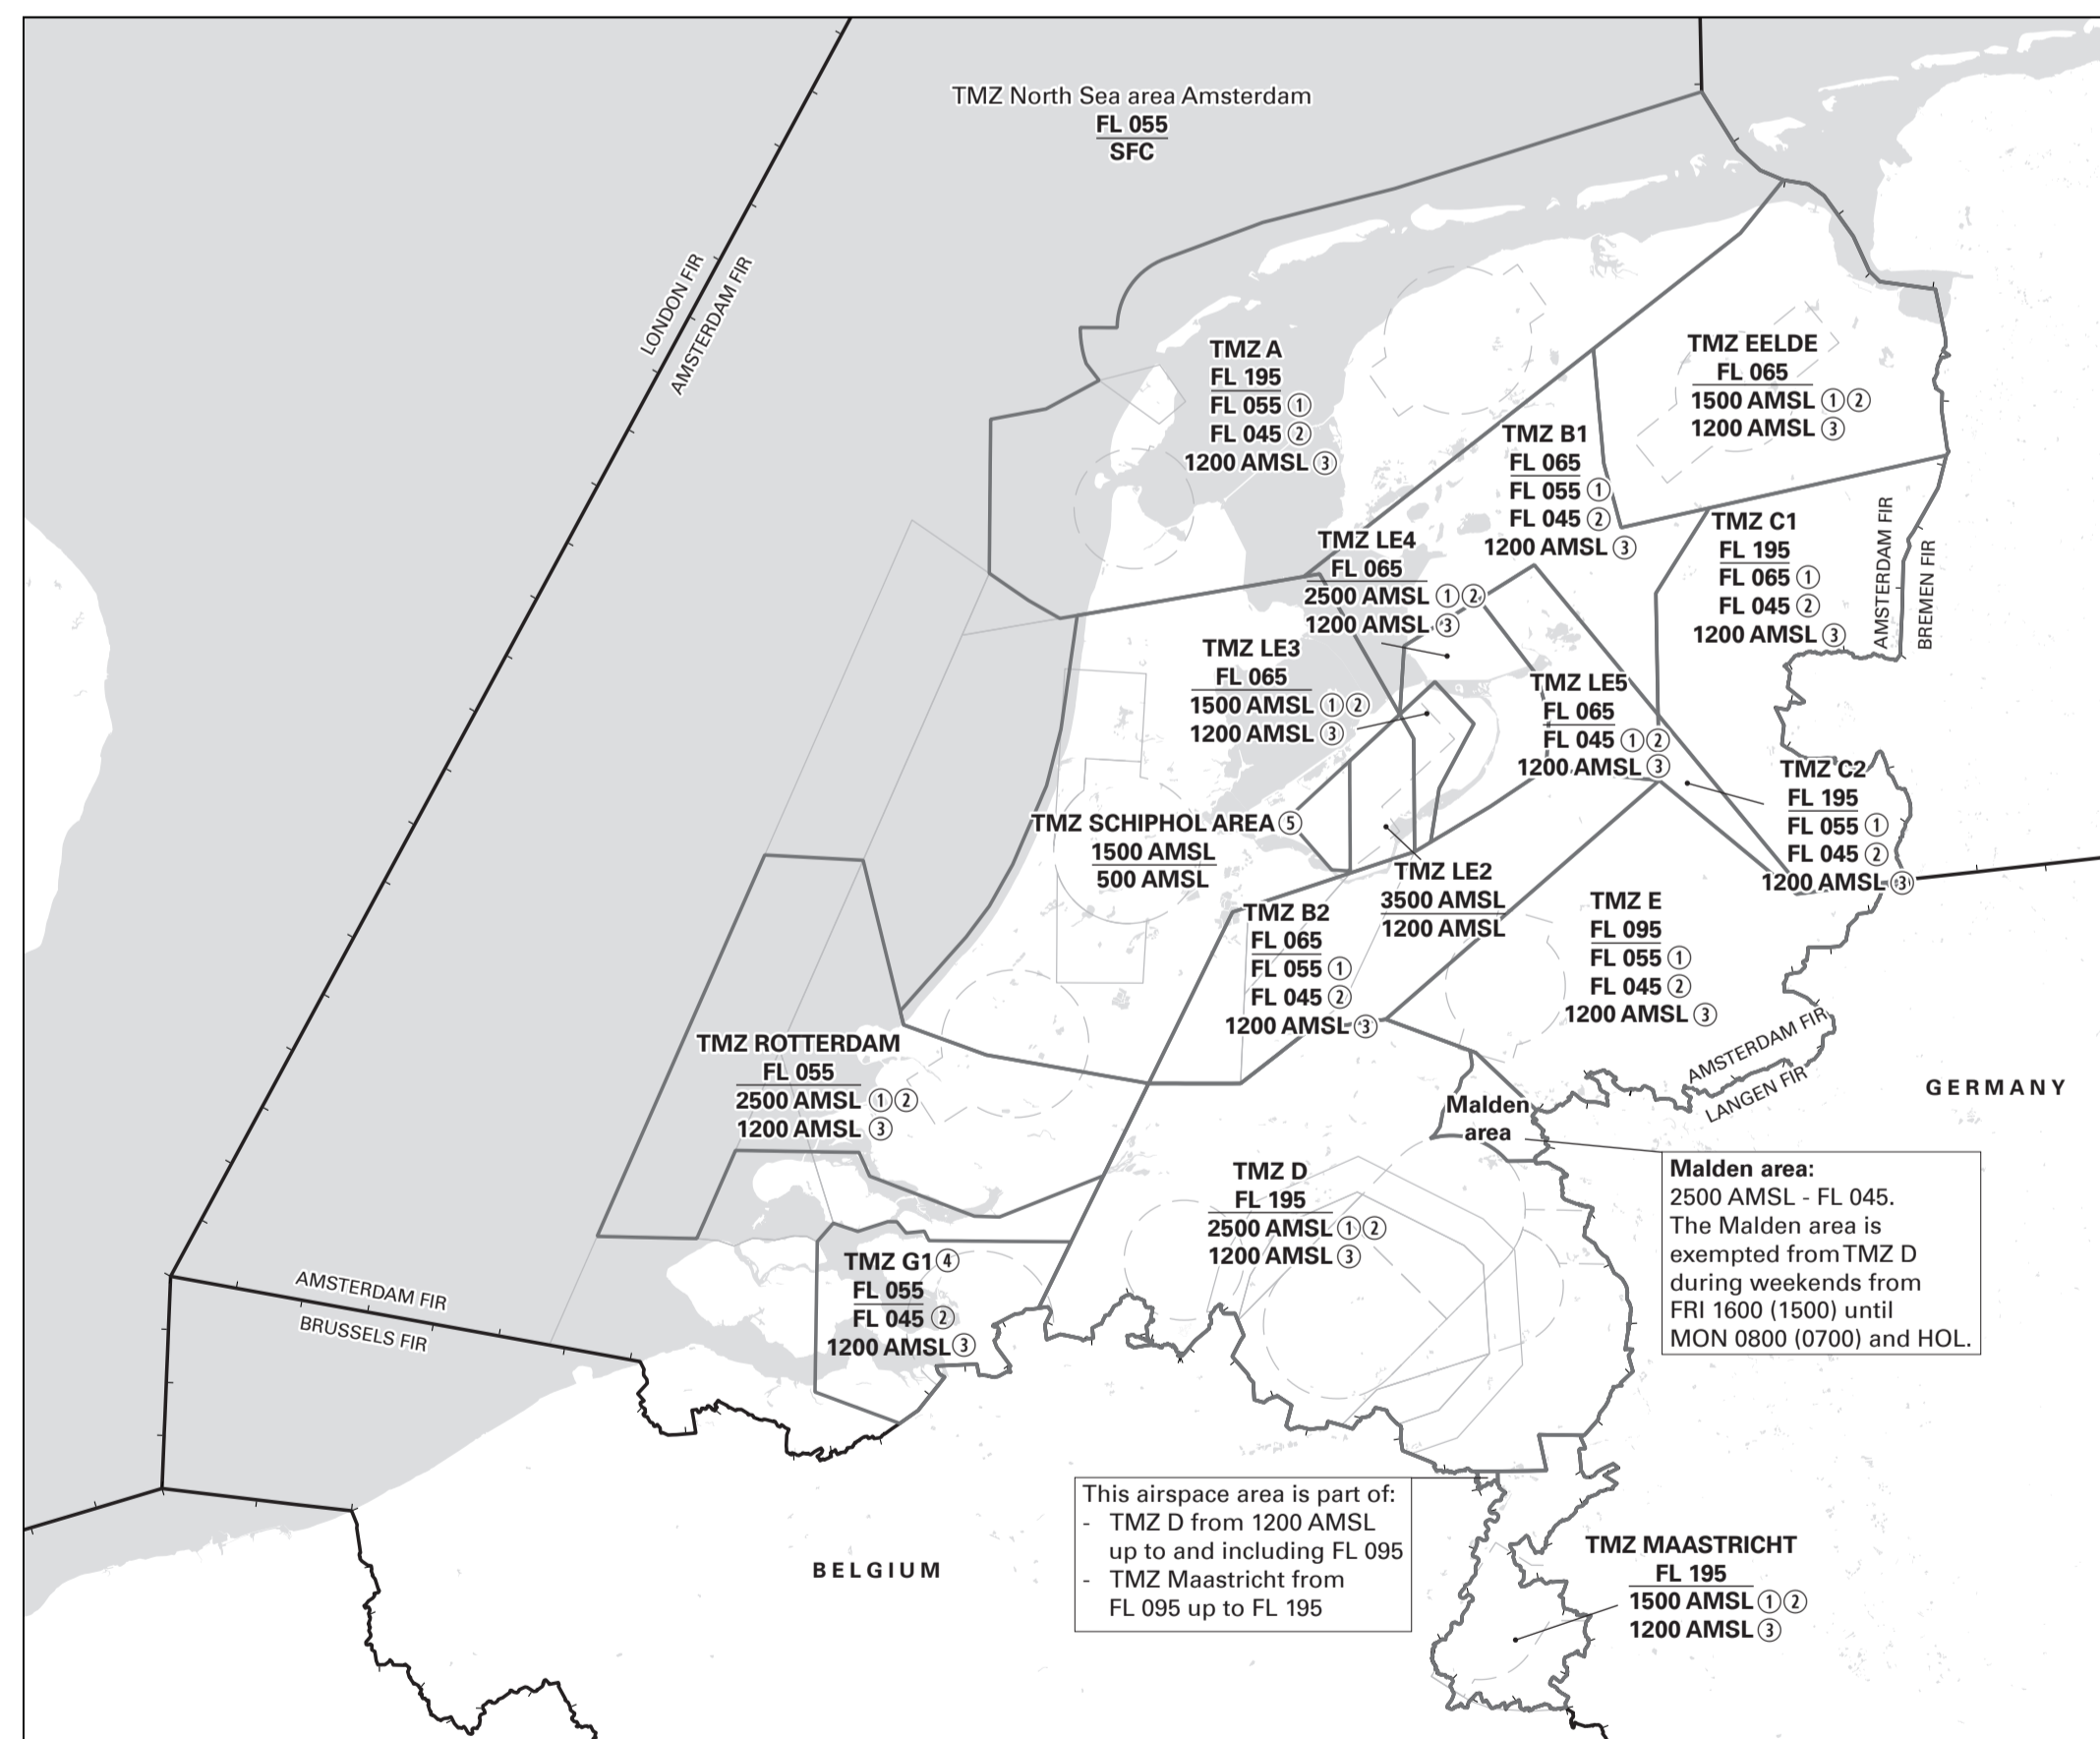 TMZ North Sea area Amsterdam
FL 055
SFC
LONDON FIR
AMSTERDAM FIR
TMZ A
FL 195
FL 055 ①
FL 045 ②
1200 AMSL ③
TMZ EELDE
FL 065
1500 AMSL ①②
1200 AMSL ③
TMZ B1
FL 065
FL 055 ①
FL 045 ②
1200 AMSL ③
TMZ C1
FL 195
FL 065 ①
FL 045 ②
1200 AMSL ③
AMSTERDAM FIR
BREMEN FIR
TMZ LE4
FL 065
2500 AMSL ①②
1200 AMSL ③
TMZ LE3
FL 065
1500 AMSL ①②
1200 AMSL ③
TMZ LE5
FL 065
FL 045 ①②
1200 AMSL ③
TMZ C2
FL 195
FL 055 ①
FL 045 ②
1200 AMSL ③
TMZ SCHIPHOL AREA ⑤
1500 AMSL
500 AMSL
TMZ LE2
3500 AMSL
1200 AMSL
TMZ B2
FL 065
FL 055 ①
FL 045 ②
1200 AMSL ③
TMZ E
FL 095
FL 055 ①
FL 045 ②
1200 AMSL ③
AMSTERDAM FIR
LANGEN FIR
GERMANY
TMZ ROTTERDAM
FL 055
2500 AMSL ①②
1200 AMSL ③
Malden
area
Malden area:
2500 AMSL - FL 045.
The Malden area is
exempted from TMZ D
during weekends from
FRI 1600 (1500) until
MON 0800 (0700) and HOL.
TMZ D
FL 195
2500 AMSL ①②
1200 AMSL ③
TMZ G1 ④
FL 055
FL 045 ②
1200 AMSL ③
AMSTERDAM FIR
BRUSSELS FIR
This airspace area is part of:
- TMZ D from 1200 AMSL
up to and including FL 095
- TMZ Maastricht from
FL 095 up to FL 195
BELGIUM
TMZ MAASTRICHT
FL 195
1500 AMSL ①②
1200 AMSL ③